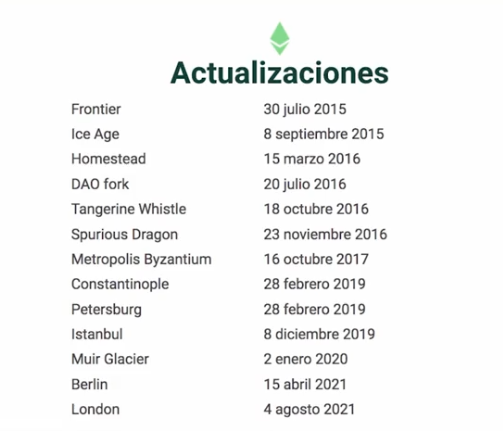 Actualizaciones
Frontier 30 julio 2015
Ice Age 8 septiembre 2015
Homestead 15 marzo 2016
DAO fork 20 julio 2016
Tangerine Whistle 18 octubre 2016
Spurious Dragon 23 noviembre 2016
Metropolis Byzantium 16 octubre 2017
Constantinople 28 febrero 2019
Petersburg 28 febrero 2019
Istanbul 8 diciembre 2019
Muir Glacier 2 enero 2020
Berlin 15 abril 2021
London 4 agosto 2021